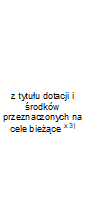 z tytułu dotacji i
środków
przeznaczonych na
cele bieżące x 3)